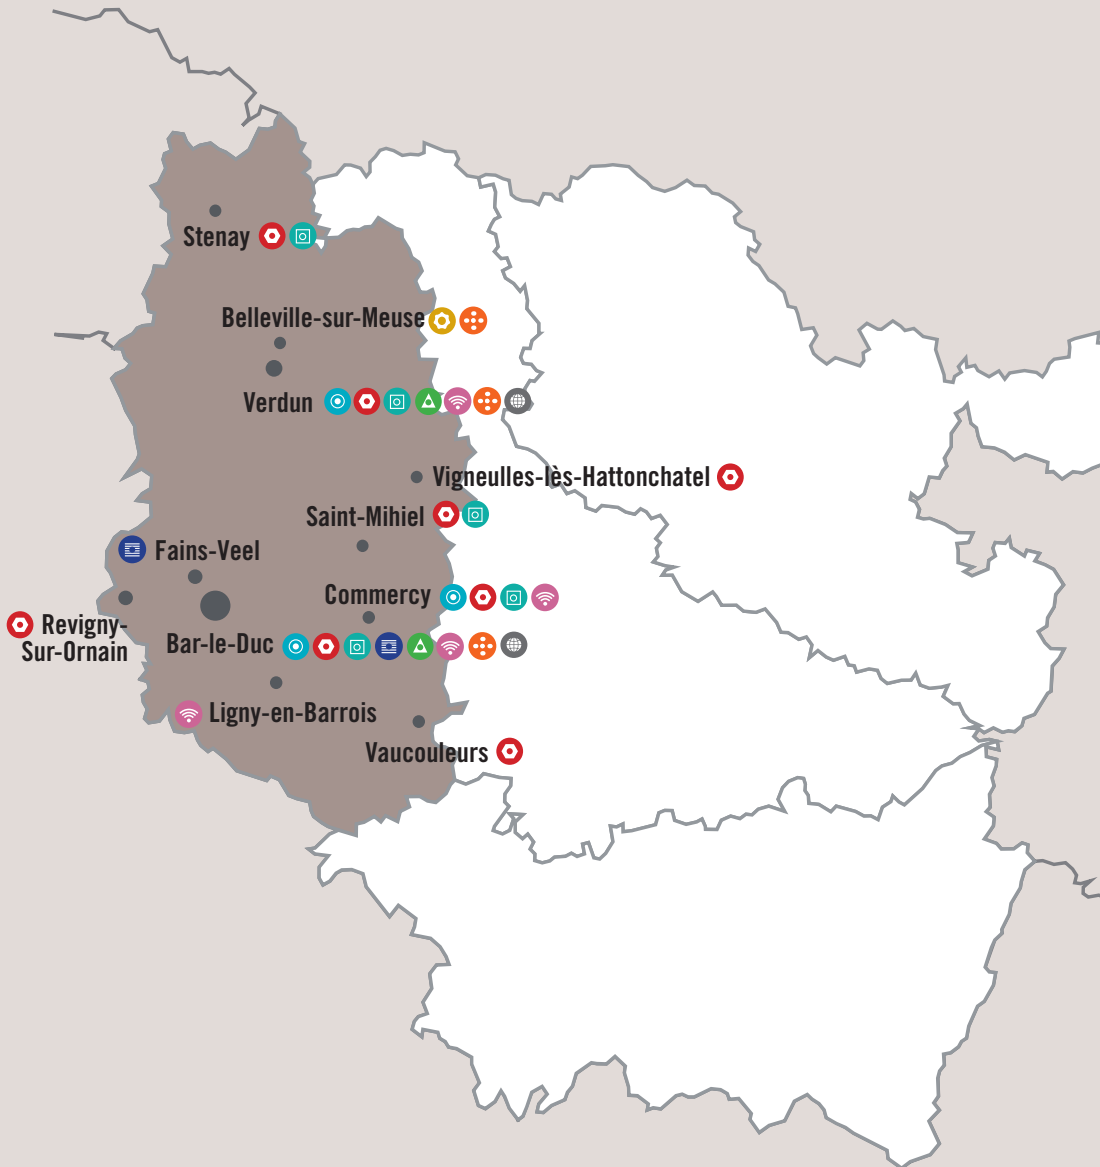 Stenay
Belleville-sur-Meuse
Verdun
Vigneulles-lès-Hattonchatel
Saint-Mihiel
Fains-Veel
Commercy
Revigny-
Sur-Ornain
Bar-le-Duc
Ligny-en-Barrois
Vaucouleurs